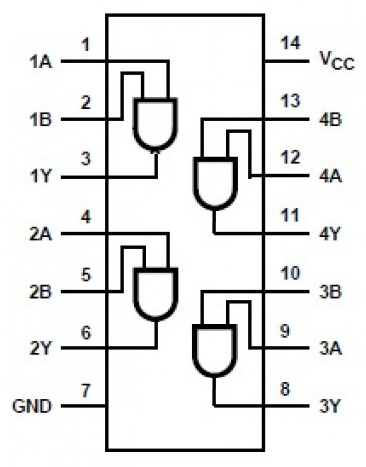 1A 1 14 VCC
1B 2 13 4B
1Y 3 12 4A
2A 4 11 4Y
2B 5 10 3B
2Y 6 9 3A
GND 7 8 3Y